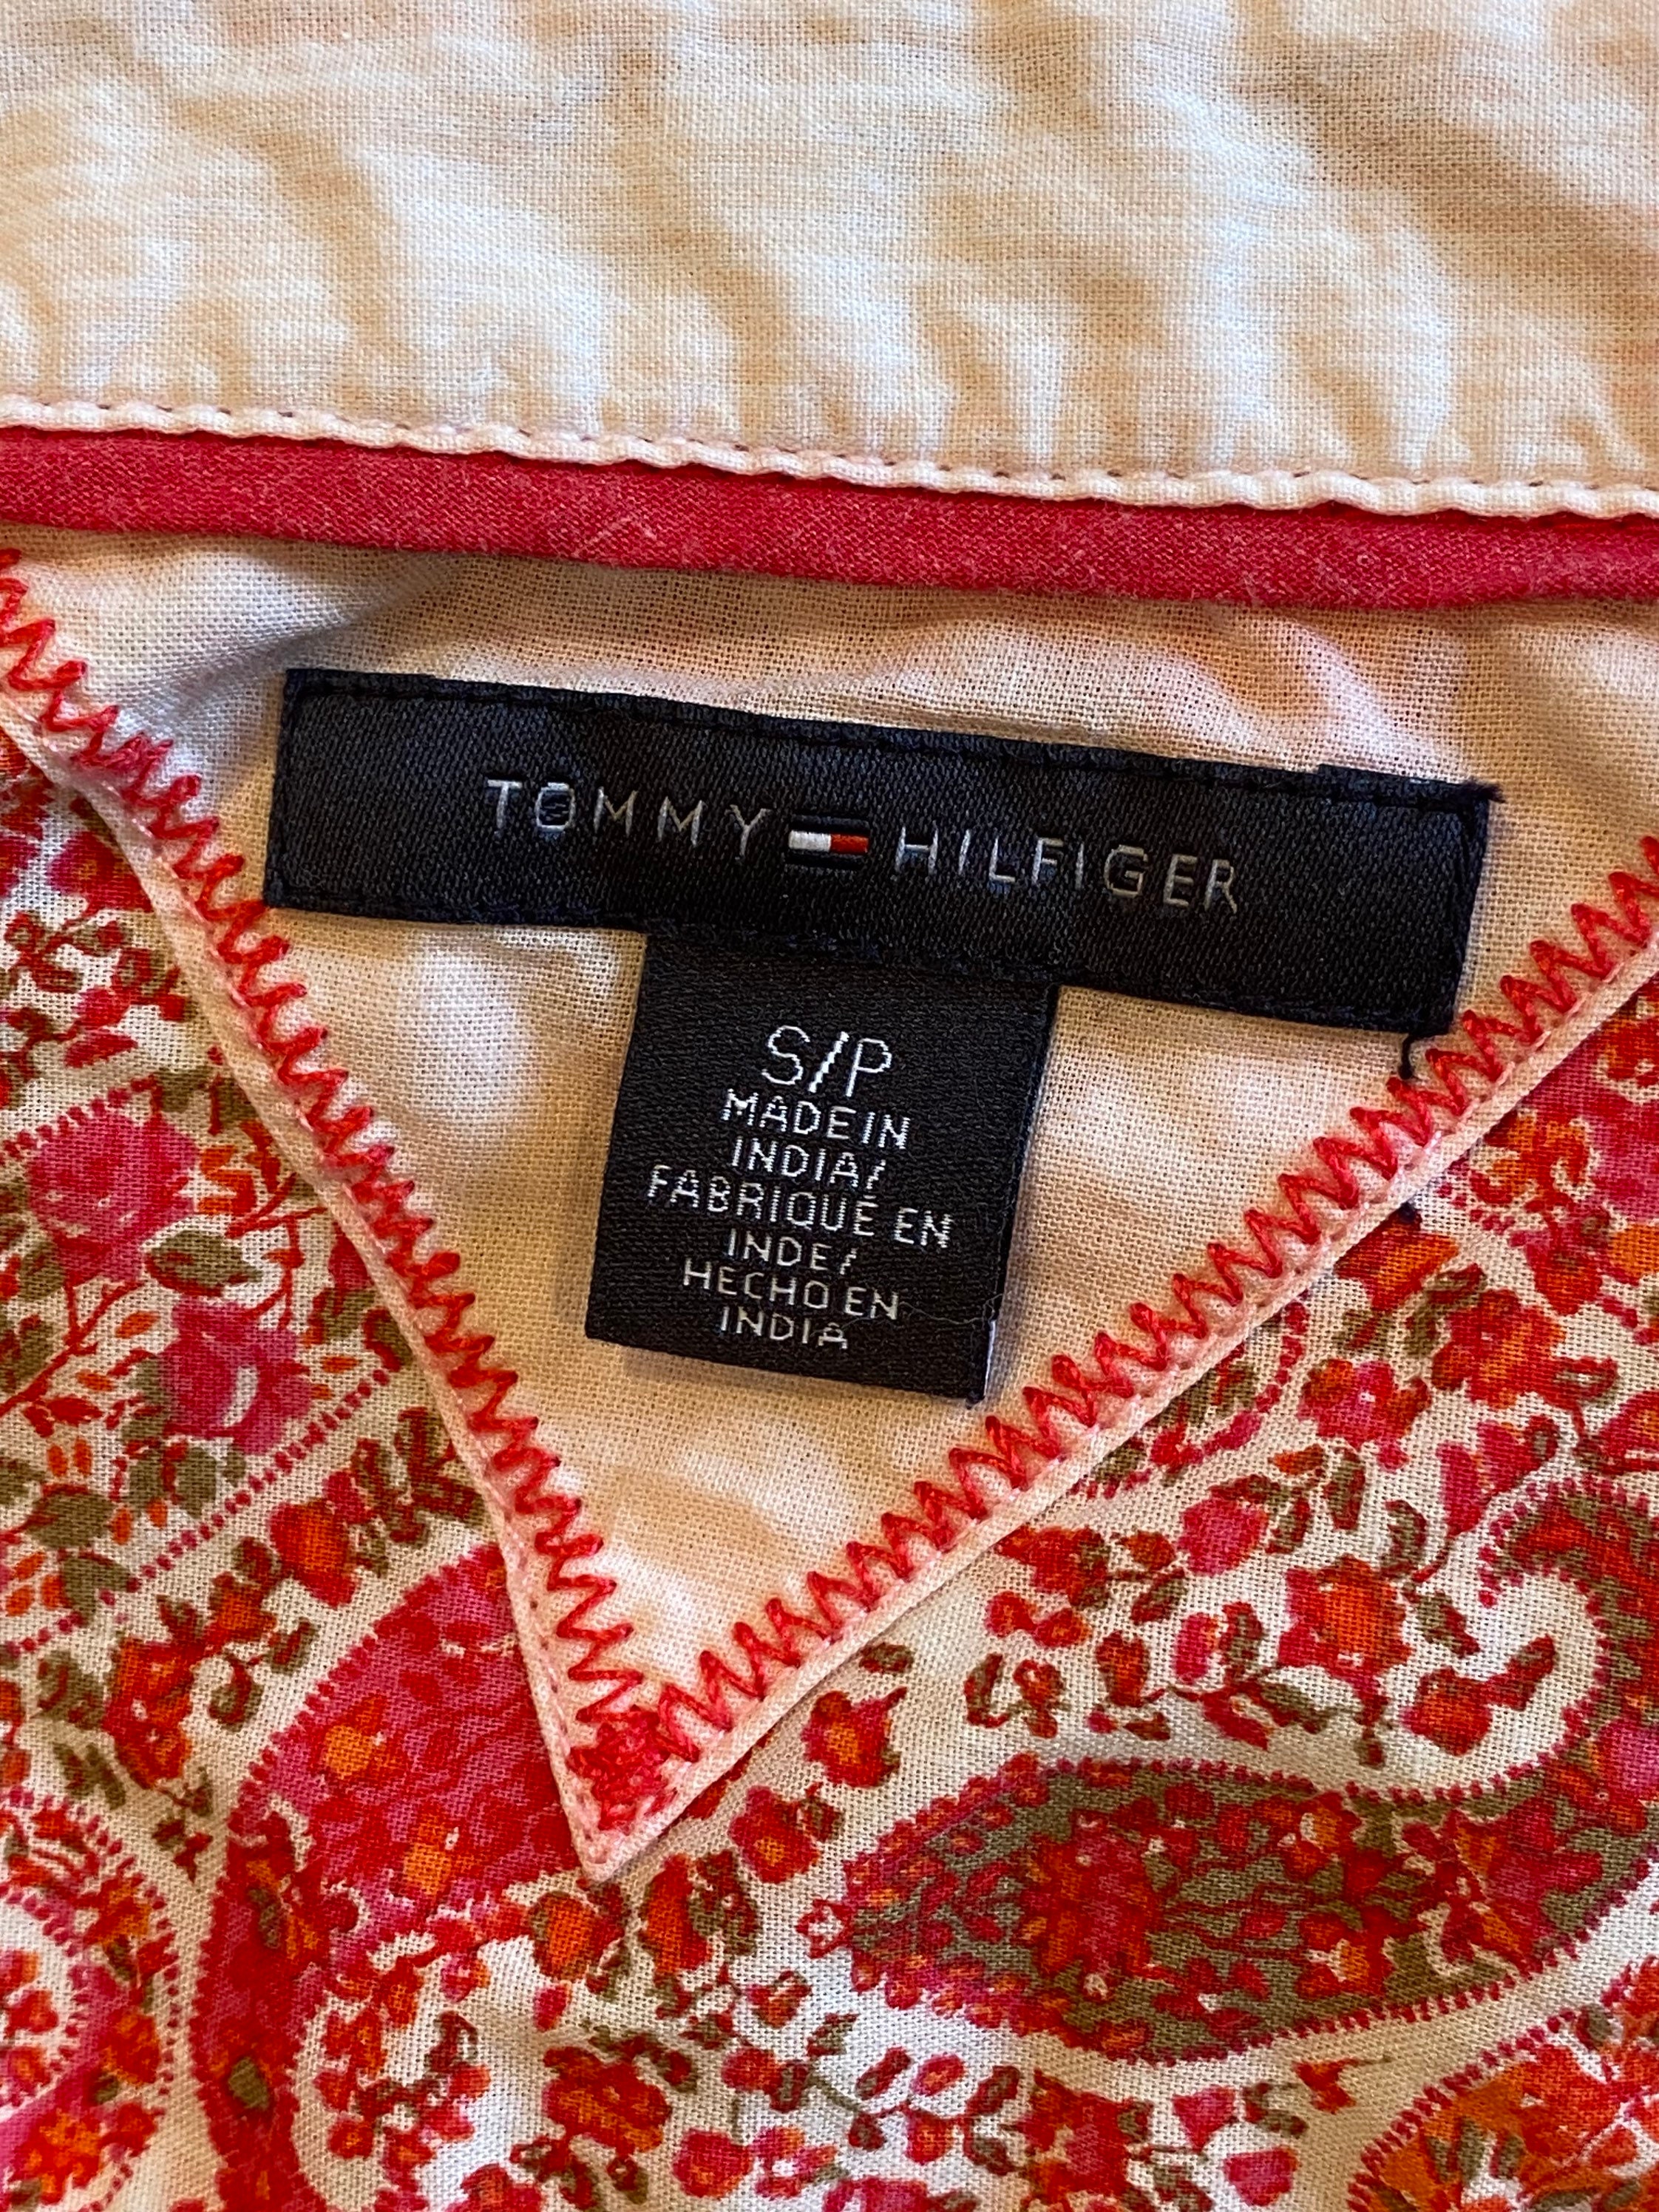 TOMMY HILFIGER
S/P
MADE IN
INDIA/
FABRIQUÉ EN
INDE/
HECHO EN
INDIA